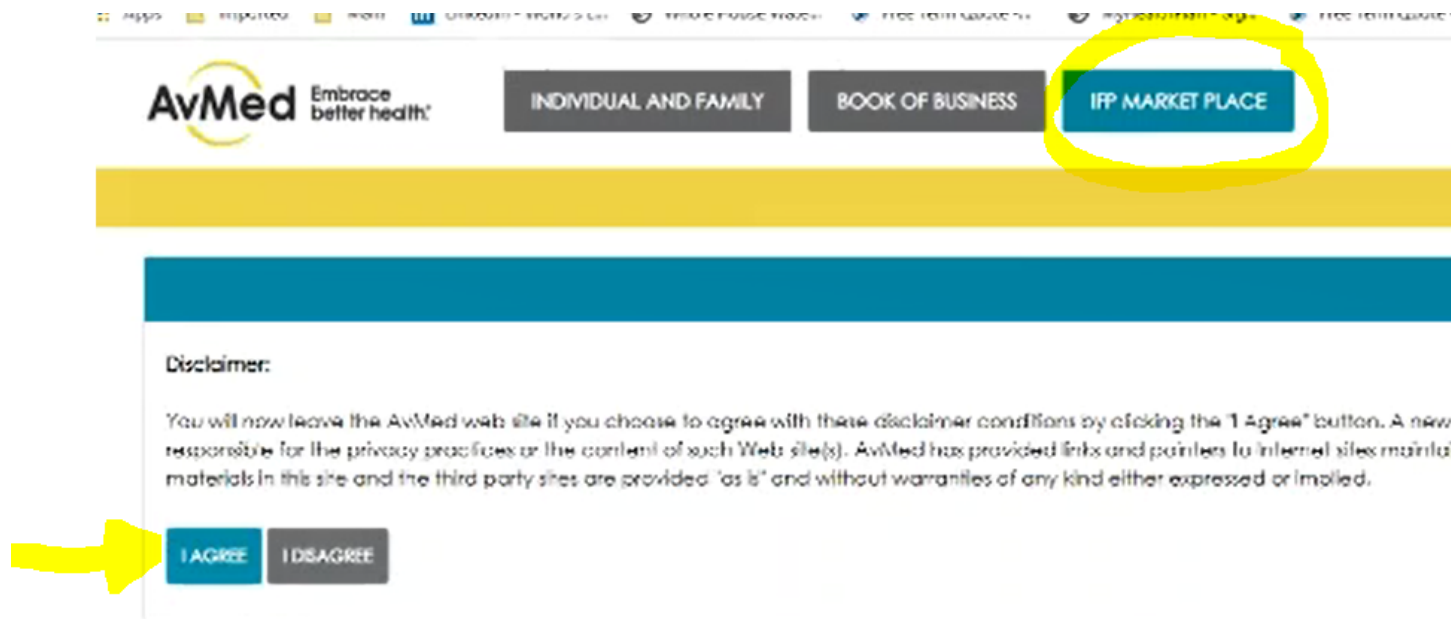 Apps Imported
AvMed Embrace
better health.
INDIVIDUAL AND FAMILY BOOK OF BUSINESS IFP MARKET PLACE
Disclaimer:
You will now leave the AvMed web site if you choose to agree with these disclaimer conditions by clicking the "I Agree" button. A new
responsible for the privacy practices or the content of such Web site(s). AvMed has provided links and pointers to Internet sites maintai
materials in this site and the third party sites are provided "as is" and without warranties of any kind either expressed or implied.
I AGREE I DISAGREE